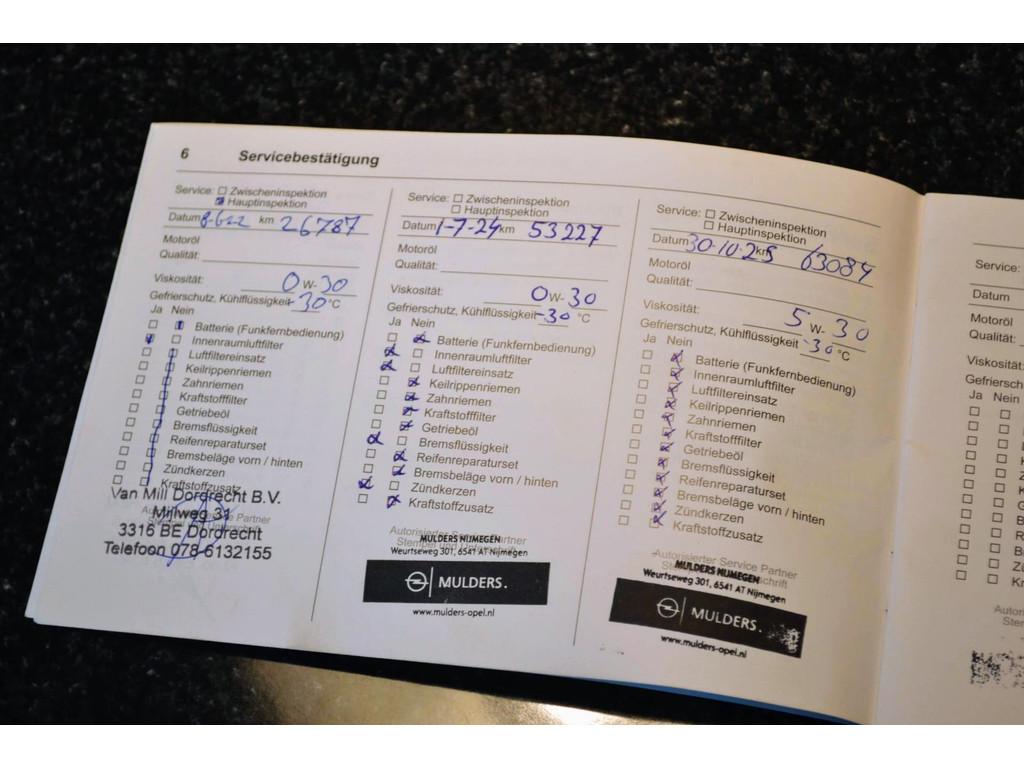 6 Servicebestätigung
Service: Zwischeninspektion
Hauptinspektion
Datum 8-6-22 km 26787
Motoröl
Qualität:
Viskosität: 0 W- 30
Gefrierschutz, Kühlflüssigkeit -30 °C
Ja Nein
Batterie (Funkfernbedienung)
Innenraumluftfilter
Luftfiltereinsatz
Keilrippenriemen
Zahnriemen
Kraftstofffilter
Getriebeöl
Bremsflüssigkeit
Reifenreparaturset
Bremsbeläge vorn / hinten
Zündkerzen
Kraftstoffzusatz
Van Mill Dordrecht B.V.
Mijlweg 31
3316 BE Dordrecht
Telefoon 078-6132155
Service: Zwischeninspektion
Hauptinspektion
Datum 1-7-24 km 53227
Motoröl
Qualität:
Viskosität: 0 W- 30
Gefrierschutz, Kühlflüssigkeit -30 °C
Ja Nein
Batterie (Funkfernbedienung)
Innenraumluftfilter
Luftfiltereinsatz
Keilrippenriemen
Zahnriemen
Kraftstofffilter
Getriebeöl
Bremsflüssigkeit
Reifenreparaturset
Bremsbeläge vorn / hinten
Zündkerzen
Kraftstoffzusatz
Autorisierter Service Partner
MULDERS NIJMEGEN
Weurtseweg 301, 6541 AT Nijmegen
MULDERS.
www.mulders-opel.nl
Service: Zwischeninspektion
Hauptinspektion
Datum 30-10-25 km 63084
Motoröl
Qualität:
Viskosität: 5 W- 30
Gefrierschutz, Kühlflüssigkeit -30 °C
Ja Nein
Batterie (Funkfernbedienung)
Innenraumluftfilter
Luftfiltereinsatz
Keilrippenriemen
Zahnriemen
Kraftstofffilter
Getriebeöl
Bremsflüssigkeit
Reifenreparaturset
Bremsbeläge vorn / hinten
Zündkerzen
Kraftstoffzusatz
Autorisierter Service Partner
MULDERS NIJMEGEN
Weurtseweg 301, 6541 AT Nijmegen
MULDERS.
www.mulders-opel.nl
Service:
Datum
Motoröl
Qualität:
Viskosität:
Gefriersch
Ja Nein